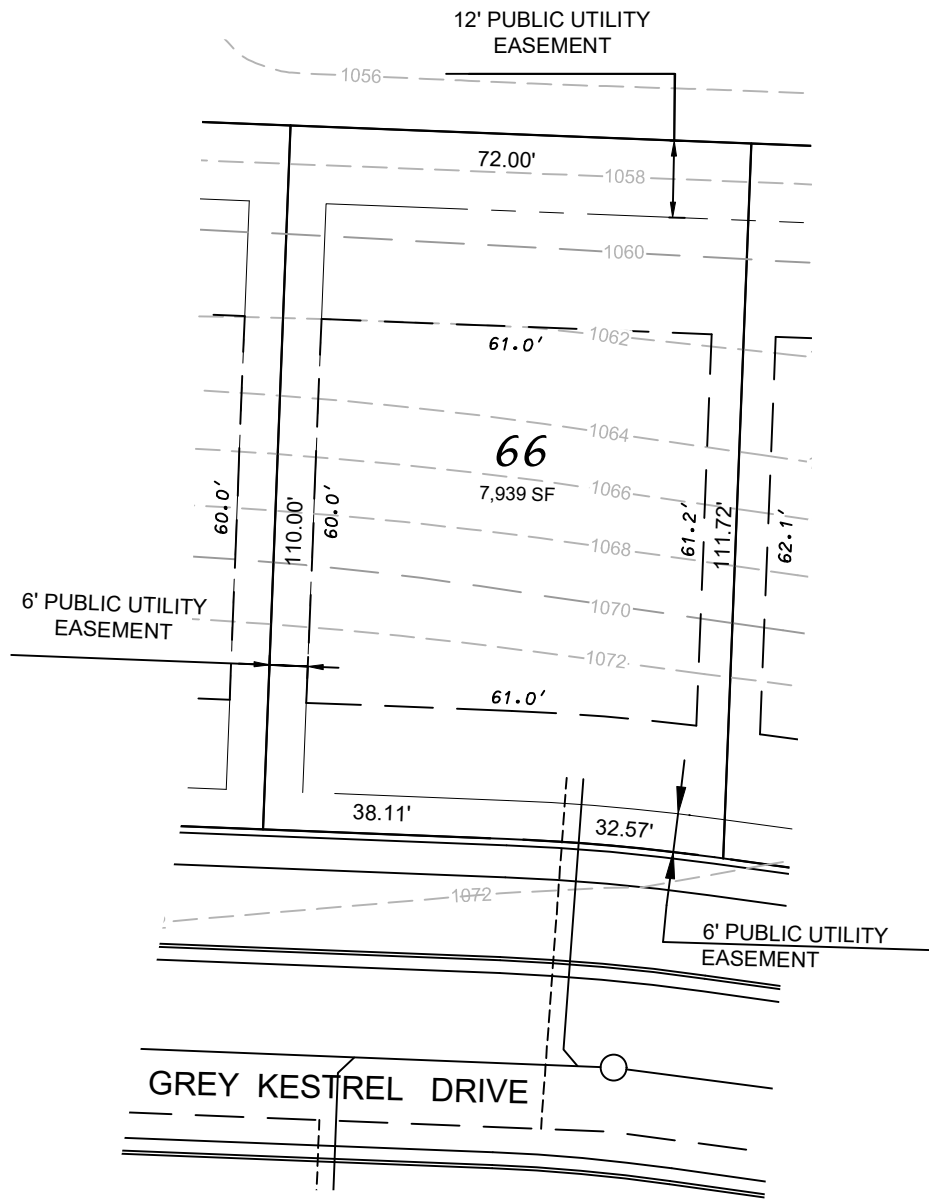 12' PUBLIC UTILITY
EASEMENT
1056
72.00'
1058
1060
1062
61.0'
1064
66
7,939 SF
1066
60.0'
110.00'
60.0'
61.2'
111.72'
62.1'
1068
1070
6' PUBLIC UTILITY
EASEMENT
1072
61.0'
38.11'
32.57'
1072
6' PUBLIC UTILITY
EASEMENT
GREY KESTREL DRIVE